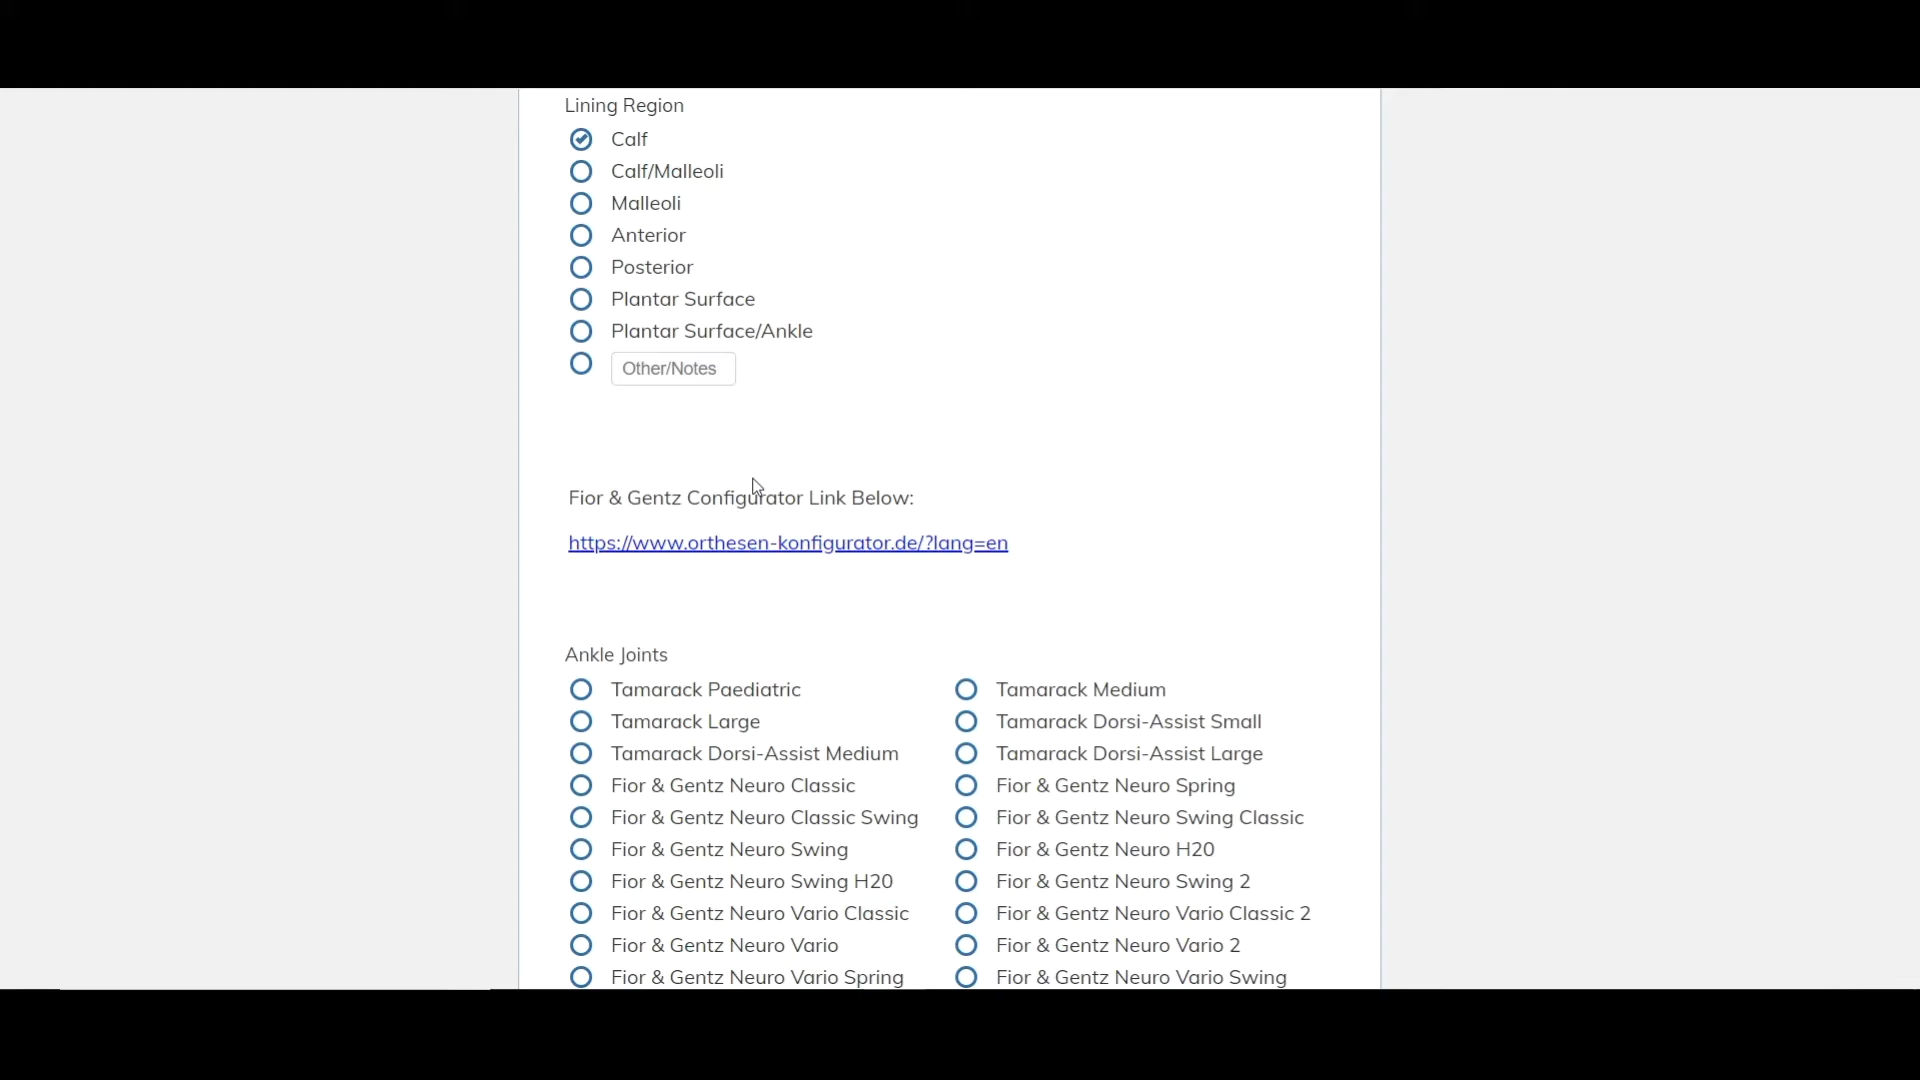 Lining Region
Calf
Calf/Malleoli
Malleoli
Anterior
Posterior
Plantar Surface
Plantar Surface/Ankle
Other/Notes
Fior & Gentz Configurator Link Below:
https://www.orthesen-konfigurator.de/?lang=en
Ankle Joints
Tamarack Paediatric Tamarack Medium
Tamarack Large Tamarack Dorsi-Assist Small
Tamarack Dorsi-Assist Medium Tamarack Dorsi-Assist Large
Fior & Gentz Neuro Classic Fior & Gentz Neuro Spring
Fior & Gentz Neuro Classic Swing Fior & Gentz Neuro Swing Classic
Fior & Gentz Neuro Swing Fior & Gentz Neuro H20
Fior & Gentz Neuro Swing H20 Fior & Gentz Neuro Swing 2
Fior & Gentz Neuro Vario Classic Fior & Gentz Neuro Vario Classic 2
Fior & Gentz Neuro Vario Fior & Gentz Neuro Vario 2
Fior & Gentz Neuro Vario Spring Fior & Gentz Neuro Vario Swing